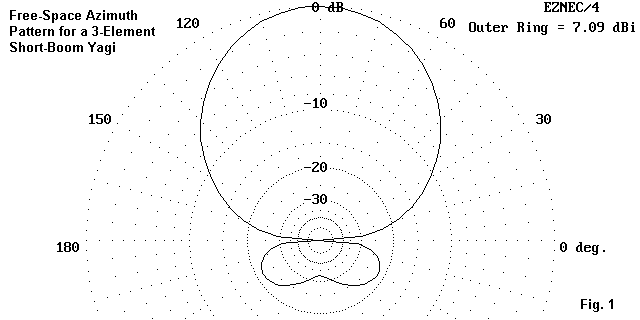 Free-Space Azimuth
Pattern for a 3-Element
Short-Boom Yagi
120
0 dB
60
EZNEC/4
Outer Ring = 7.09 dBi
-10
150
30
-20
-30
180
0 deg.
Fig. 1